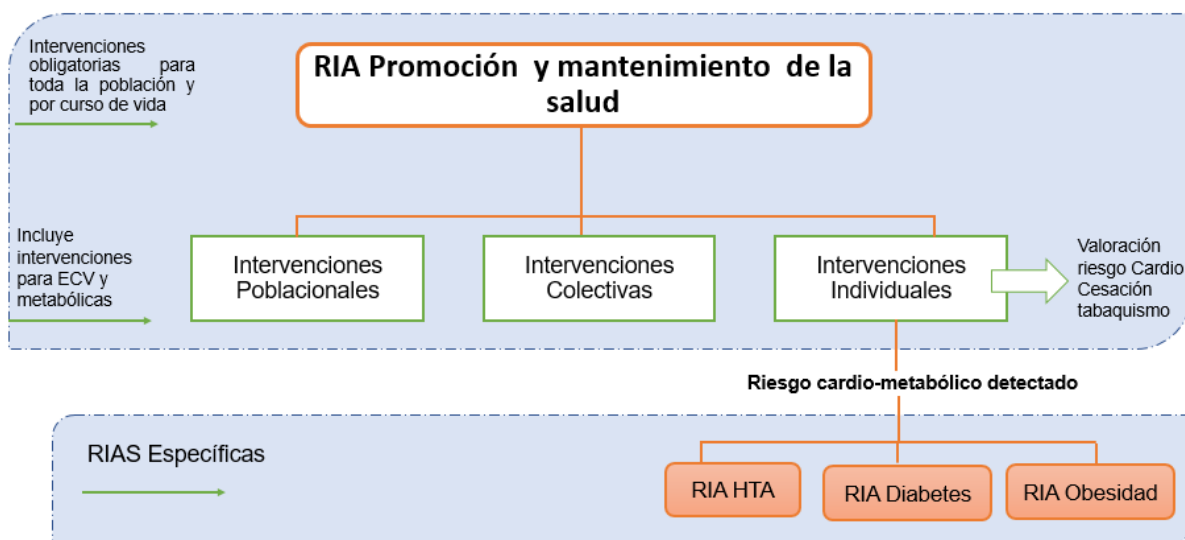 Intervenciones
obligatorias para
toda la población y
por curso de vida
RIA Promoción y mantenimiento de la
salud
Incluye
intervenciones
para ECV y
metabólicas
Intervenciones
Poblacionales
Intervenciones
Colectivas
Intervenciones
Individuales
Valoración
riesgo Cardio
Cesación
tabaquismo
Riesgo cardio-metabólico detectado
RIAS Específicas
RIA HTA
RIA Diabetes
RIA Obesidad